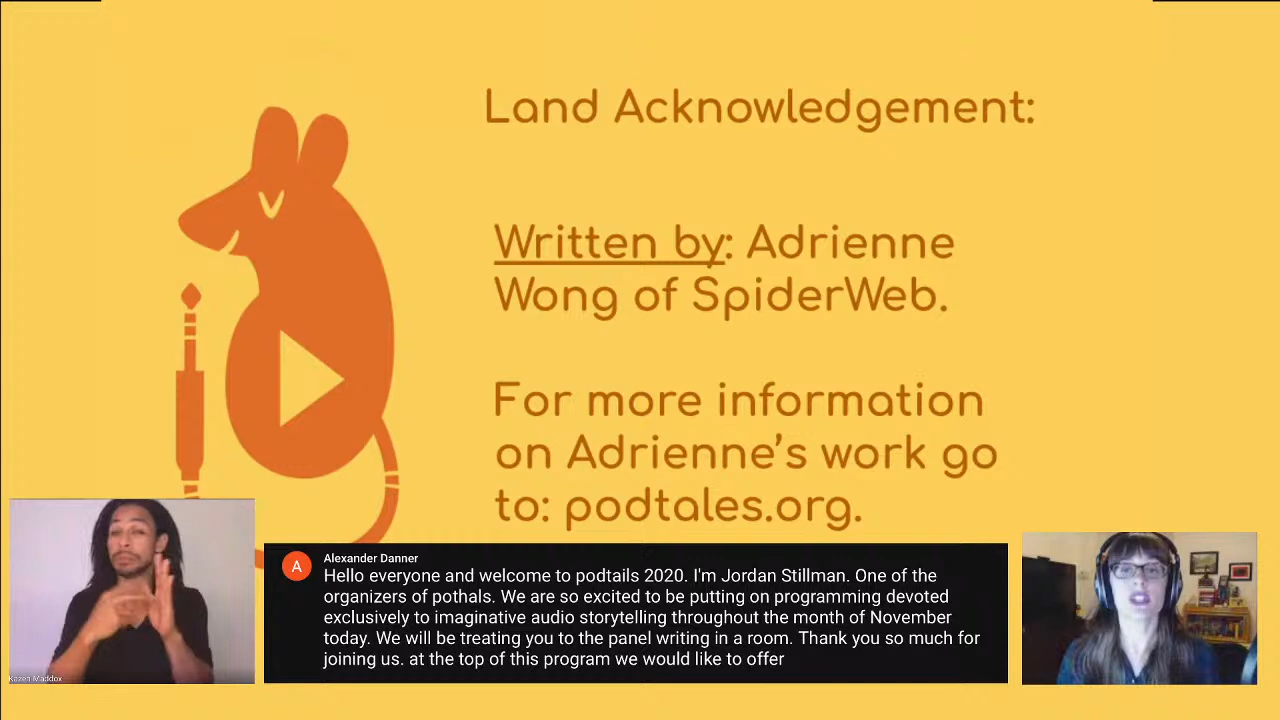 Land Acknowledgement:
Written by: Adrienne
Wong of SpiderWeb.
For more information
on Adrienne’s work go
to: podtales.org.
A
Alexander Danner
Hello everyone and welcome to podtails 2020. I'm Jordan Stillman. One of the
organizers of pothals. We are so excited to be putting on programming devoted
exclusively to imaginative audio storytelling throughout the month of November
today. We will be treating you to the panel writing in a room. Thank you so much for
joining us. at the top of this program we would like to offer
Kazen Maddox